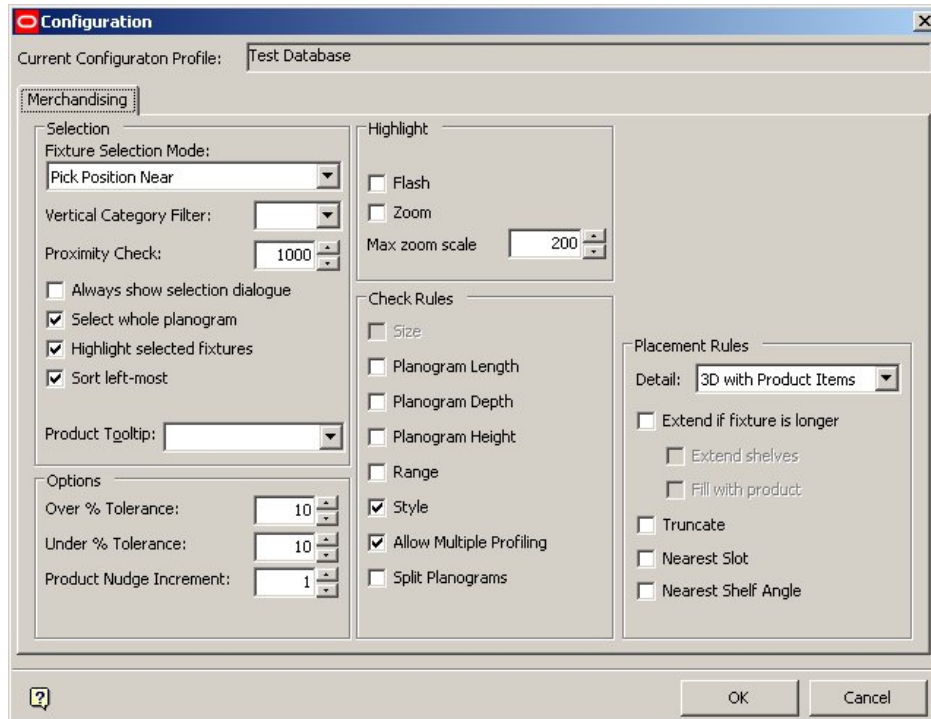 Configuration
Current Configuraton Profile: Test Database
Merchandising
Selection
Fixture Selection Mode:
Pick Position Near
Vertical Category Filter:
Proximity Check: 1000
Always show selection dialogue
Select whole planogram
Highlight selected fixtures
Sort left-most
Product Tooltip:
Options
Over % Tolerance: 10
Under % Tolerance: 10
Product Nudge Increment: 1
Highlight
Flash
Zoom
Max zoom scale 200
Check Rules
Size
Planogram Length
Planogram Depth
Planogram Height
Range
Style
Allow Multiple Profiling
Split Planograms
Placement Rules
Detail: 3D with Product Items
Extend if fixture is longer
Extend shelves
Fill with product
Truncate
Nearest Slot
Nearest Shelf Angle
OK Cancel